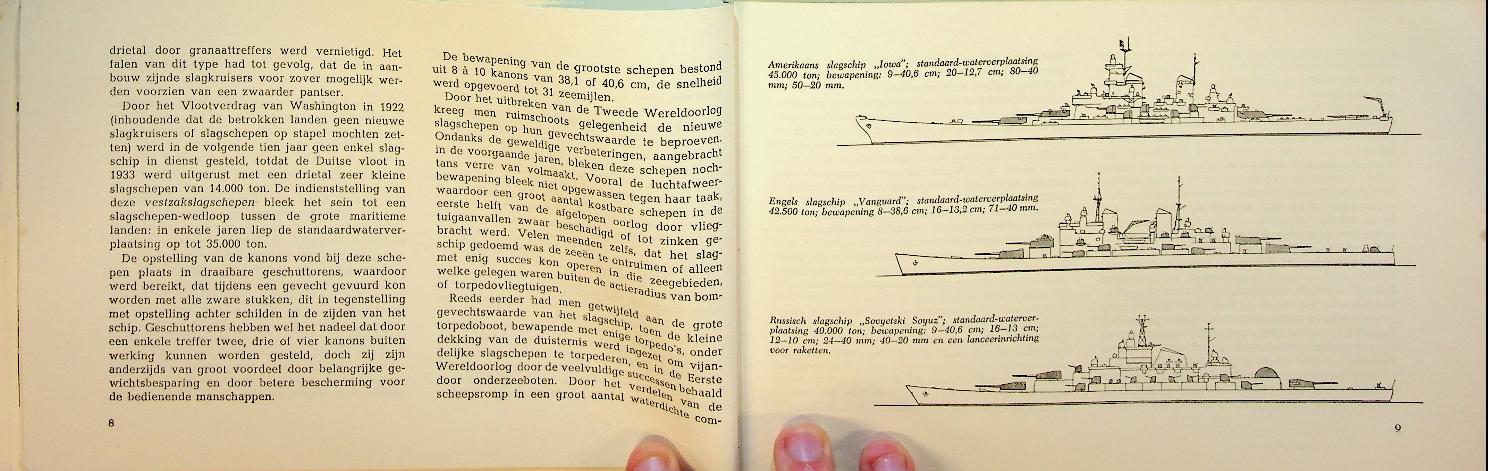 drietal door granaattreffers werd vernietigd. Het
falen van dit type had tot gevolg, dat de in aan-
bouw zijnde slagkruisers voor zover mogelijk wer-
den voorzien van een zwaarder pantser.
Door het Vlootverdrag van Washington in 1922
(inhoudende dat de betrokken landen geen nieuwe
slagkruisers of slagschepen op stapel mochten zet-
ten) werd in de volgende tien jaar geen enkel slag-
schip in dienst gesteld, totdat de Duitse vloot in
1933 werd uitgerust met een drietal zeer kleine
slagschepen van 14.000 ton. De indienststelling van
deze vestzakslagschepen bleek het sein tot een
slagschepen-wedloop tussen de grote maritieme
landen: in enkele jaren liep de standaardwaterver-
plaatsing op tot 35.000 ton.
De opstelling van de kanons vond bij deze sche-
pen plaats in draaibare geschuttorens, waardoor
werd bereikt, dat tijdens een gevecht gevuurd kon
worden met alle zware stukken, dit in tegenstelling
met opstelling achter schilden in de zijden van het
schip. Geschuttorens hebben wel het nadeel dat door
een enkele treffer twee, drie of vier kanons buiten
werking kunnen worden gesteld, doch zij zijn
anderzijds van groot voordeel door belangrijke ge-
wichtsbesparing en door betere bescherming voor
de bedienende manschappen.
8
De bewapening van de grootste schepen bestond
uit 8 à 10 kanons van 38,1 of 40,6 cm, de snelheid
werd opgevoerd tot 31 zeemijlen.
Door het uitbreken van de Tweede Wereldoorlog
kreeg men ruimschoots gelegenheid de nieuwe
slagschepen op hun gevechtswaarde te beproeven.
Ondanks de geweldige verbeteringen, aangebracht
in de voorgaande jaren, bleken deze schepen noch-
tans verre van volmaakt. Vooral de luchtafweer-
bewapening bleek niet opgewassen tegen haar taak,
waardoor een groot aantal kostbare schepen in de
eerste helft van de afgelopen oorlog door vlieg-
tuigaanvallen zwaar beschadigd of tot zinken ge-
bracht werd. Velen meenden zelfs, dat het slag-
schip gedoemd was de zeeën te ontruimen of alleen
met enig succes kon operen in die zeegebieden,
welke gelegen waren buiten de actieradius van bom-
of torpedovliegtuigen.
Reeds eerder had men getwijfeld aan de grote
gevechtswaarde van het slagschip, toen de kleine
torpedoboot, bewapende met enige torpedo's, onder
dekking van de duisternis werd ingezet om vijan-
delijke slagschepen te torpederen, en in de Eerste
Wereldoorlog door de veelvuldige successen behaald
door onderzeeboten. Door het verdelen van de
scheepsromp in een groot aantal waterdichte com-
Amerikaans slagschip „Iowa"; standaard-waterverplaatsing
45.000 ton; bewapening: 9–40,6 cm; 20–12,7 cm; 80–40
mm; 50–20 mm.
Engels slagschip „Vanguard"; standaard-waterverplaatsing
42.500 ton; bewapening 8–38,6 cm; 16–13,2 cm; 71–40 mm.
Russisch slagschip „Sovyetski Soyuz"; standaard-waterver-
plaatsing 40.000 ton; bewapening: 9–40,6 cm; 16–13 cm;
12–10 cm; 24–40 mm; 40–20 mm en een lanceerinrichting
voor raketten.
9